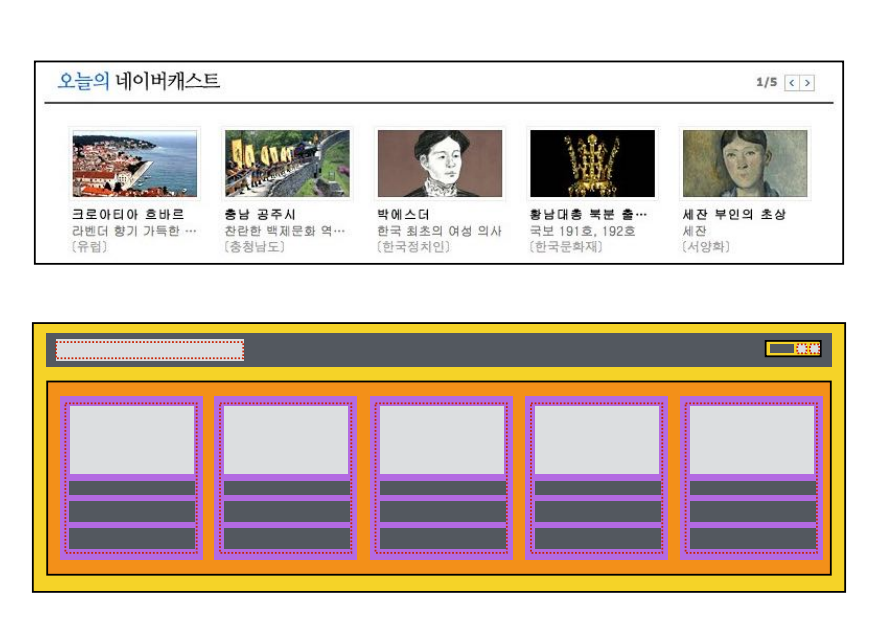 오늘의 네이버캐스트
1/5 < >
크로아티아 흐바르
라벤더 향기 가득한 …
[유럽]
충남 공주시
찬란한 백제문화 역…
[충청남도]
박에스더
한국 최초의 여성 의사
[한국정치인]
황남대총 북분 출…
국보 191호, 192호
[한국문화재]
세잔 부인의 초상
세잔
[서양화]